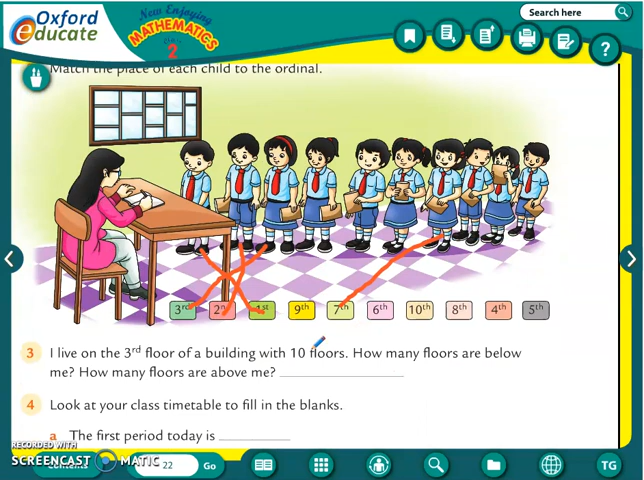 Oxford
educate
New Enjoying
MATHEMATICS
2
Search here
Match the place of each child to the ordinal.
3rd 2nd 1st 9th 7th 6th 10th 8th 4th 5th
3 I live on the 3rd floor of a building with 10 floors. How many floors are below
me? How many floors are above me?
4 Look at your class timetable to fill in the blanks.
a The first period today is
RECORDED WITH
SCREENCAST MATIC
Contents 22 Go TG